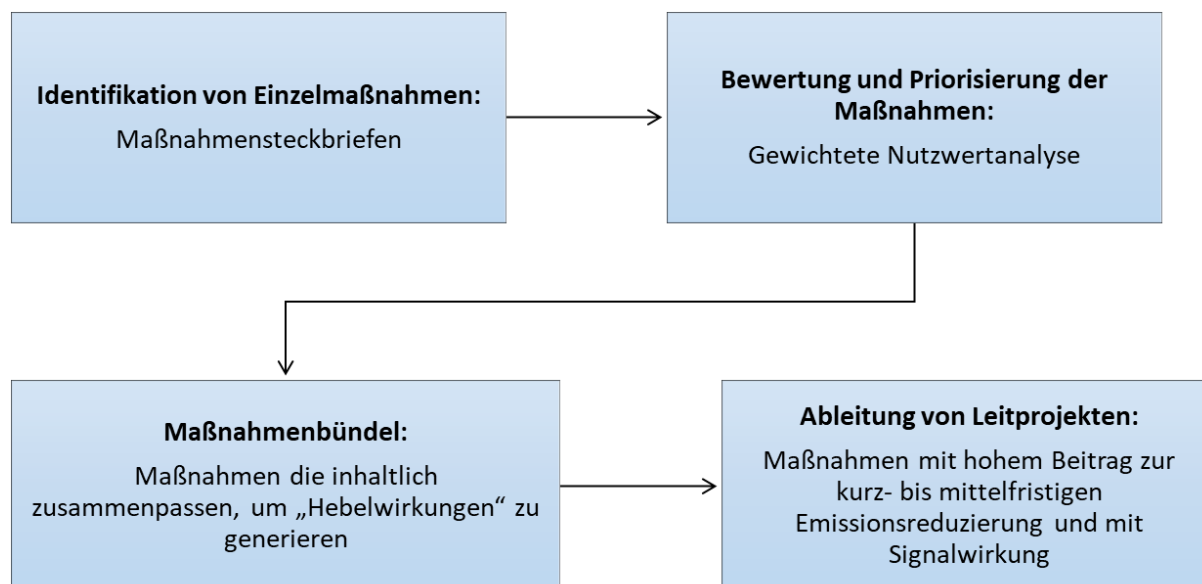 Identifikation von Einzelmaßnahmen:
Maßnahmensteckbriefen
Bewertung und Priorisierung der
Maßnahmen:
Gewichtete Nutzwertanalyse
Maßnahmenbündel:
Maßnahmen die inhaltlich
zusammenpassen, um „Hebelwirkungen“ zu
generieren
Ableitung von Leitprojekten:
Maßnahmen mit hohem Beitrag zur
kurz- bis mittelfristigen
Emissionsreduzierung und mit
Signalwirkung